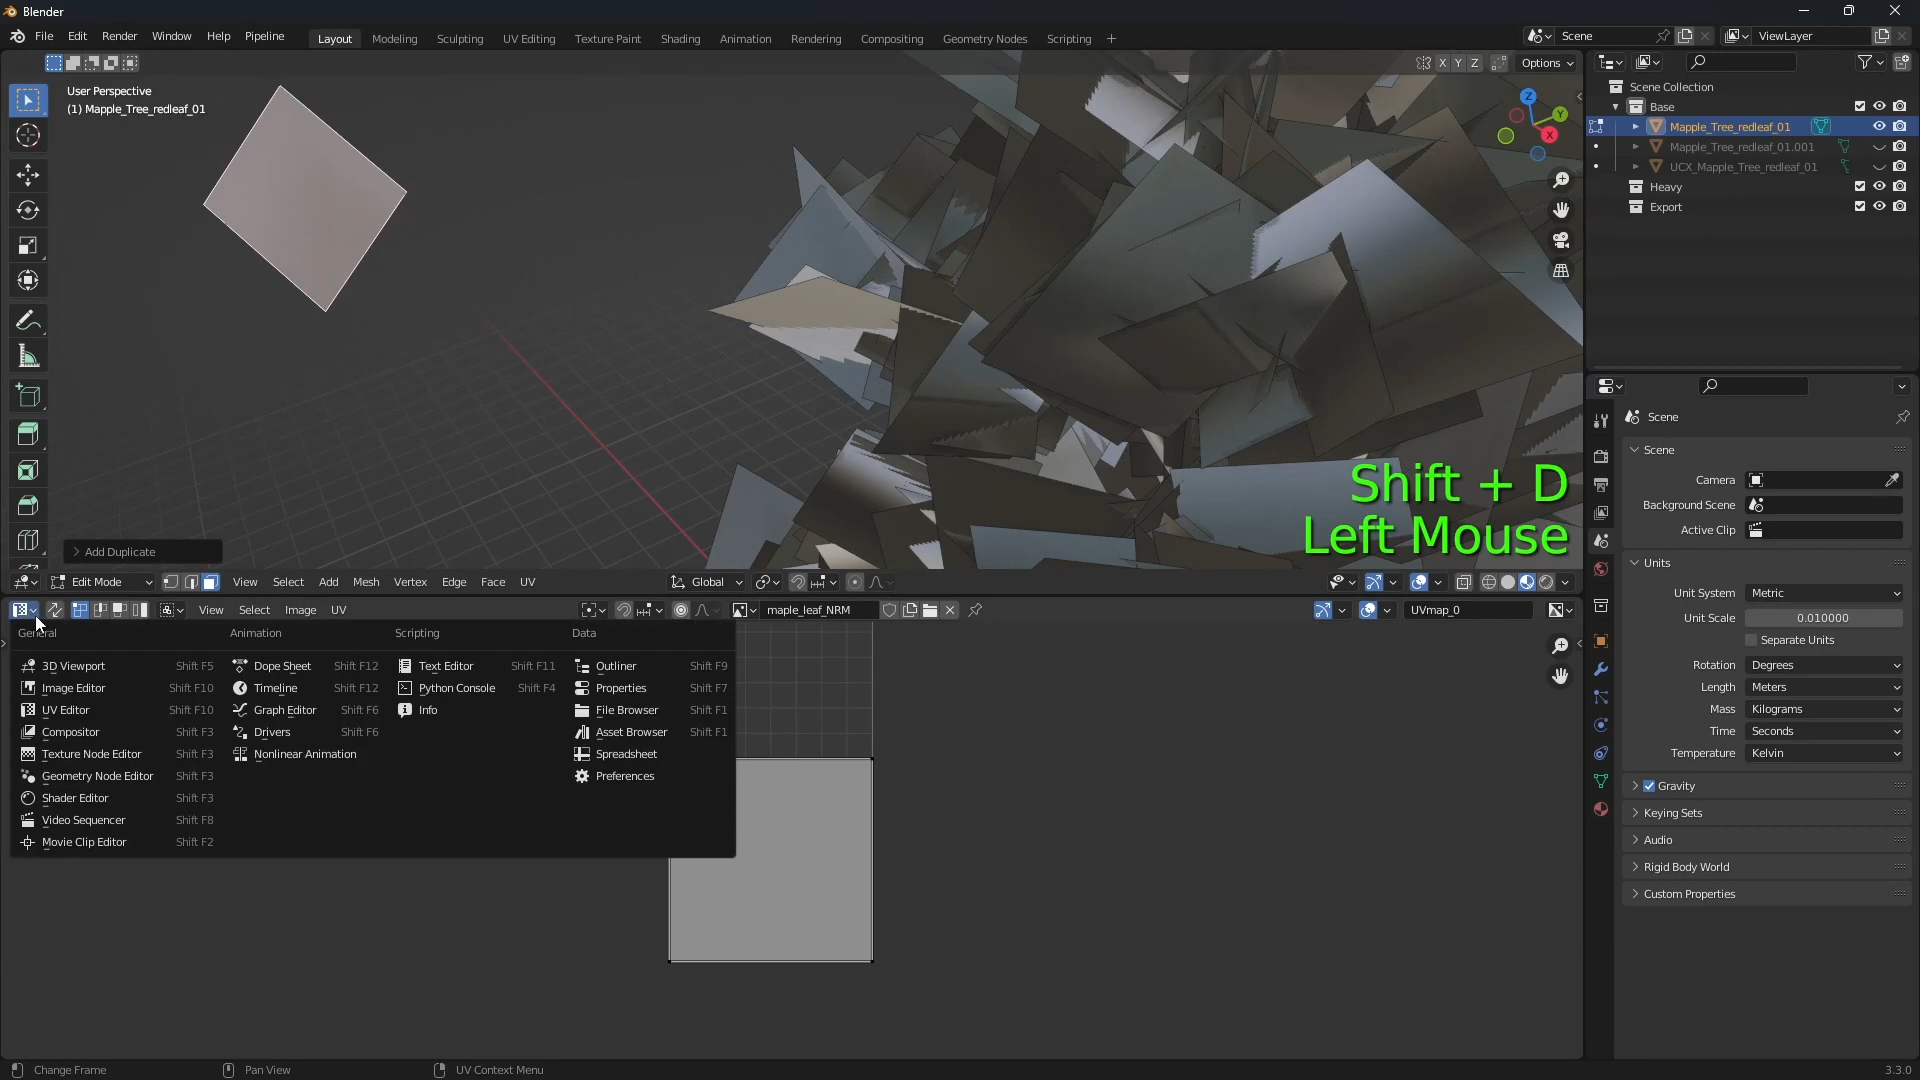 Blender
File Edit Render Window Help Pipeline Layout Modeling Sculpting UV Editing Texture Paint Shading Animation Rendering Compositing Geometry Nodes Scripting + Scene ViewLayer
X Y Z Options
User Perspective
(1) Mapple_Tree_redleaf_01
Z
Y
X
Scene Collection
Base
Mapple_Tree_redleaf_01
Mapple_Tree_redleaf_01.001
UCX_Mapple_Tree_redleaf_01
Heavy
Export
Shift + D
Left Mouse
Add Duplicate
Edit Mode View Select Add Mesh Vertex Edge Face UV Global
View Select Image UV maple_leaf_NRM UVmap_0
General
3D Viewport Shift F5
Image Editor Shift F10
UV Editor Shift F10
Compositor Shift F3
Texture Node Editor Shift F3
Geometry Node Editor Shift F3
Shader Editor Shift F3
Video Sequencer Shift F8
Movie Clip Editor Shift F2
Animation
Dope Sheet Shift F12
Timeline Shift F12
Graph Editor Shift F6
Drivers Shift F6
Nonlinear Animation
Scripting
Text Editor Shift F11
Python Console Shift F4
Info
Data
Outliner Shift F9
Properties Shift F7
File Browser Shift F1
Asset Browser Shift F1
Spreadsheet
Preferences
Scene
Scene
Camera
Background Scene
Active Clip
Units
Unit System Metric
Unit Scale 0.010000
Separate Units
Rotation Degrees
Length Meters
Mass Kilograms
Time Seconds
Temperature Kelvin
Gravity
Keying Sets
Audio
Rigid Body World
Custom Properties
Change Frame Pan View UV Context Menu 3.3.0